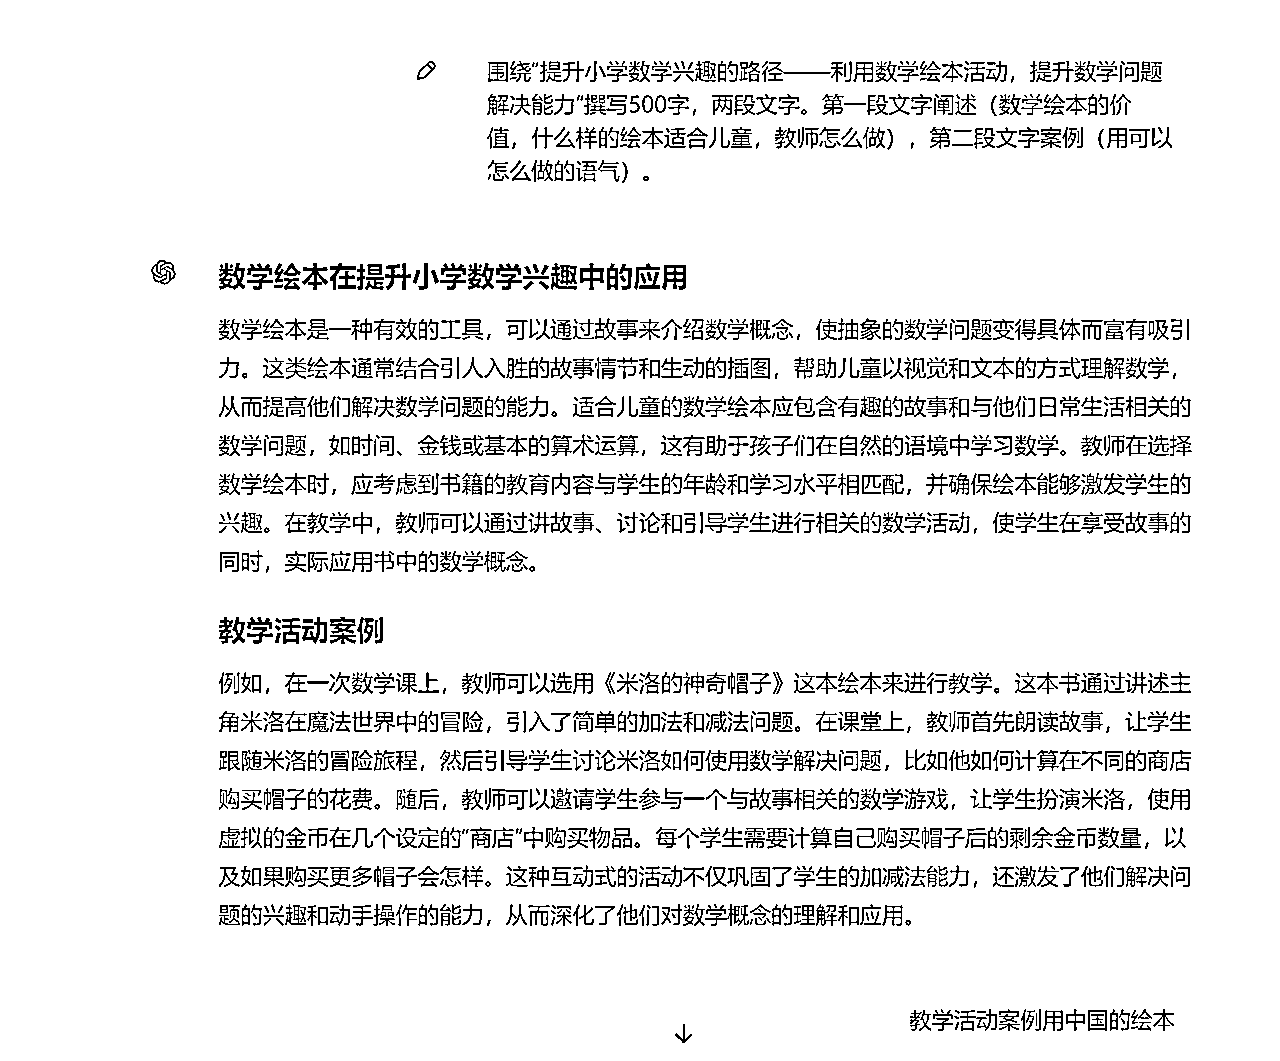 围绕"提升小学数学兴趣的路径——利用数学绘本活动，提升数学问题
解决能力"撰写500字，两段文字。第一段文字阐述（数学绘本的价
值，什么样的绘本适合儿童，教师怎么做），第二段文字案例（用可以
怎么做的语气）。
数学绘本在提升小学数学兴趣中的应用
数学绘本是一种有效的工具，可以通过故事来介绍数学概念，使抽象的数学问题变得具体而富有吸引
力。这类绘本通常结合引人入胜的故事情节和生动的插图，帮助儿童以视觉和文本的方式理解数学，
从而提高他们解决数学问题的能力。适合儿童的数学绘本应包含有趣的故事和与他们日常生活相关的
数学问题，如时间、金钱或基本的算术运算，这有助于孩子们在自然的语境中学习数学。教师在选择
数学绘本时，应考虑到书籍的教育内容与学生的年龄和学习水平相匹配，并确保绘本能够激发学生的
兴趣。在教学中，教师可以通过讲故事、讨论和引导学生进行相关的数学活动，使学生在享受故事的
同时，实际应用书中的数学概念。
教学活动案例
例如，在一次数学课上，教师可以选用《米洛的神奇帽子》这本绘本来进行教学。这本书通过讲述主
角米洛在魔法世界中的冒险，引入了简单的加法和减法问题。在课堂上，教师首先朗读故事，让学生
跟随米洛的冒险旅程，然后引导学生讨论米洛如何使用数学解决问题，比如他如何计算在不同的商店
购买帽子的花费。随后，教师可以邀请学生参与一个与故事相关的数学游戏，让学生扮演米洛，使用
虚拟的金币在几个设定的"商店"中购买物品。每个学生需要计算自己购买帽子后的剩余金币数量，以
及如果购买更多帽子会怎样。这种互动式的活动不仅巩固了学生的加减法能力，还激发了他们解决问
题的兴趣和动手操作的能力，从而深化了他们对数学概念的理解和应用。
教学活动案例用中国的绘本